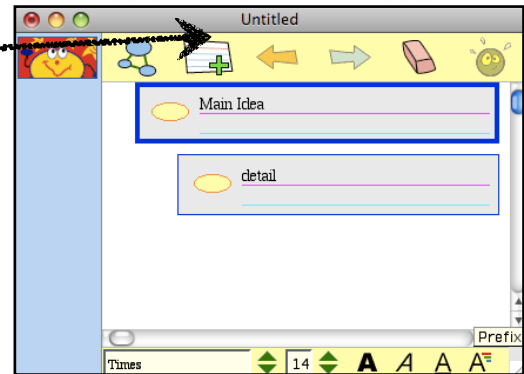 Untitled
Main Idea
detail
Prefix
Times
14
A A A A